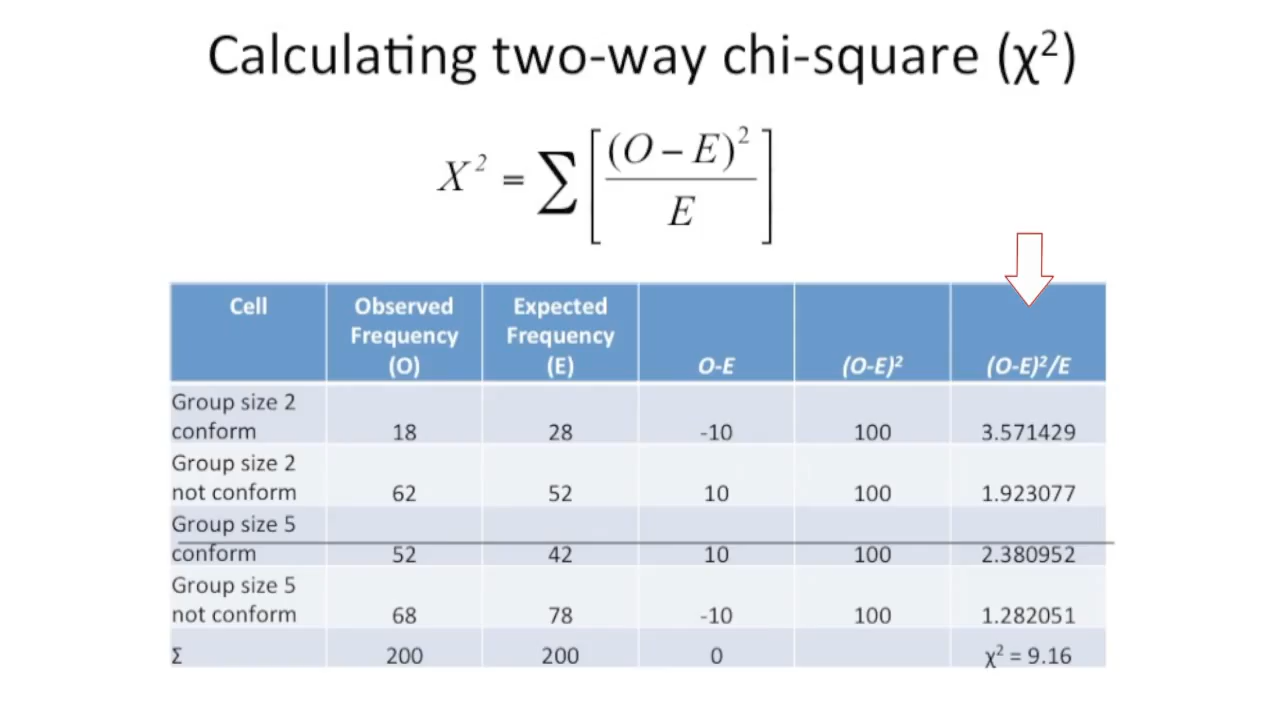 Calculating two-way chi-square (χ²)
X² = Σ[(O – E)² / E]
Cell Observed Frequency (O) Expected Frequency (E) O-E (O-E)² (O-E)²/E
Group size 2 conform 18 28 -10 100 3.571429
Group size 2 not conform 62 52 10 100 1.923077
Group size 5 conform 52 42 10 100 2.380952
Group size 5 not conform 68 78 -10 100 1.282051
Σ 200 200 0 χ² = 9.16